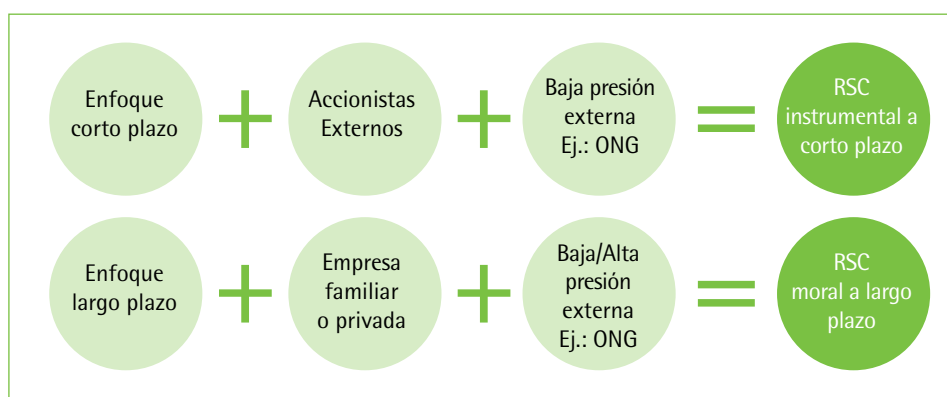 Enfoque
corto plazo
+
Accionistas
Externos
+
Baja presión
externa
Ej.: ONG
=
RSC
instrumental a
corto plazo
Enfoque
largo plazo
+
Empresa
familiar
o privada
+
Baja/Alta
presión
externa
Ej.: ONG
=
RSC
moral a largo
plazo